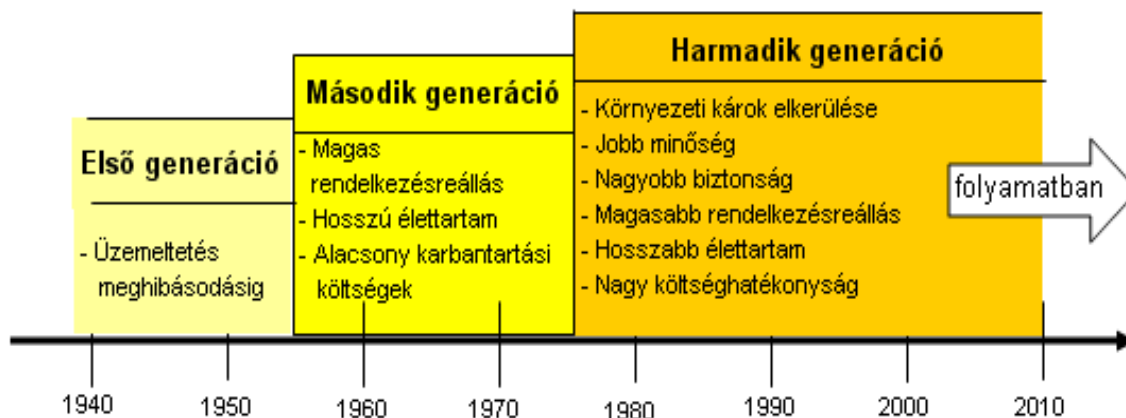 Első generáció
- Üzemeltetés
meghibásodásig
Második generáció
- Magas
rendelkezésreállás
- Hosszú élettartam
- Alacsony karbantartási
költségek
Harmadik generáció
- Környezeti károk elkerülése
- Jobb minőség
- Nagyobb biztonság
- Magasabb rendelkezésreállás
- Hosszabb élettartam
- Nagy költséghatékonyság
folyamatban
1940 1950 1960 1970 1980 1990 2000 2010